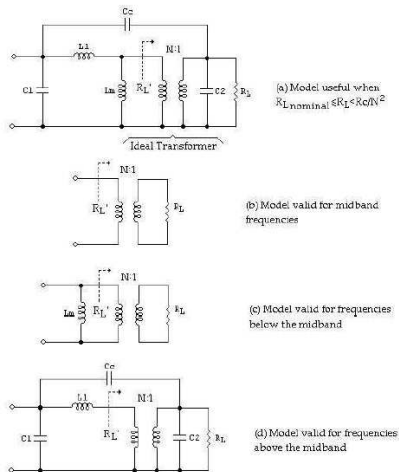 Cc
L1
N:1
C1
Lm
RL'
C2
RL
(a) Model useful when
RL nominal ≤RL<Rc/N²
Ideal Transformer
N:1
RL'
RL
(b) Model valid for midband
frequencies
N:1
Lm
RL'
RL
(c) Model valid for frequencies
below the midband
Cc
L1
N:1
C1
RL'
C2
RL
(d) Model valid for frequencies
above the midband